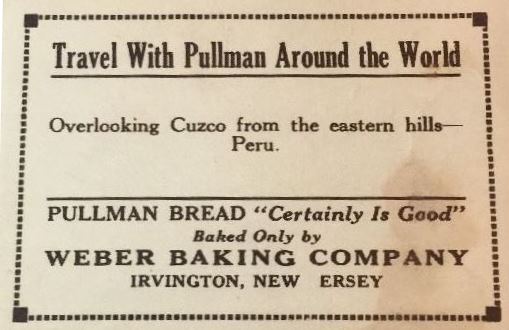 Travel With Pullman Around the World
Overlooking Cuzco from the eastern hills—
Peru.
PULLMAN BREAD "Certainly Is Good"
Baked Only by
WEBER BAKING COMPANY
IRVINGTON, NEW ERSEY